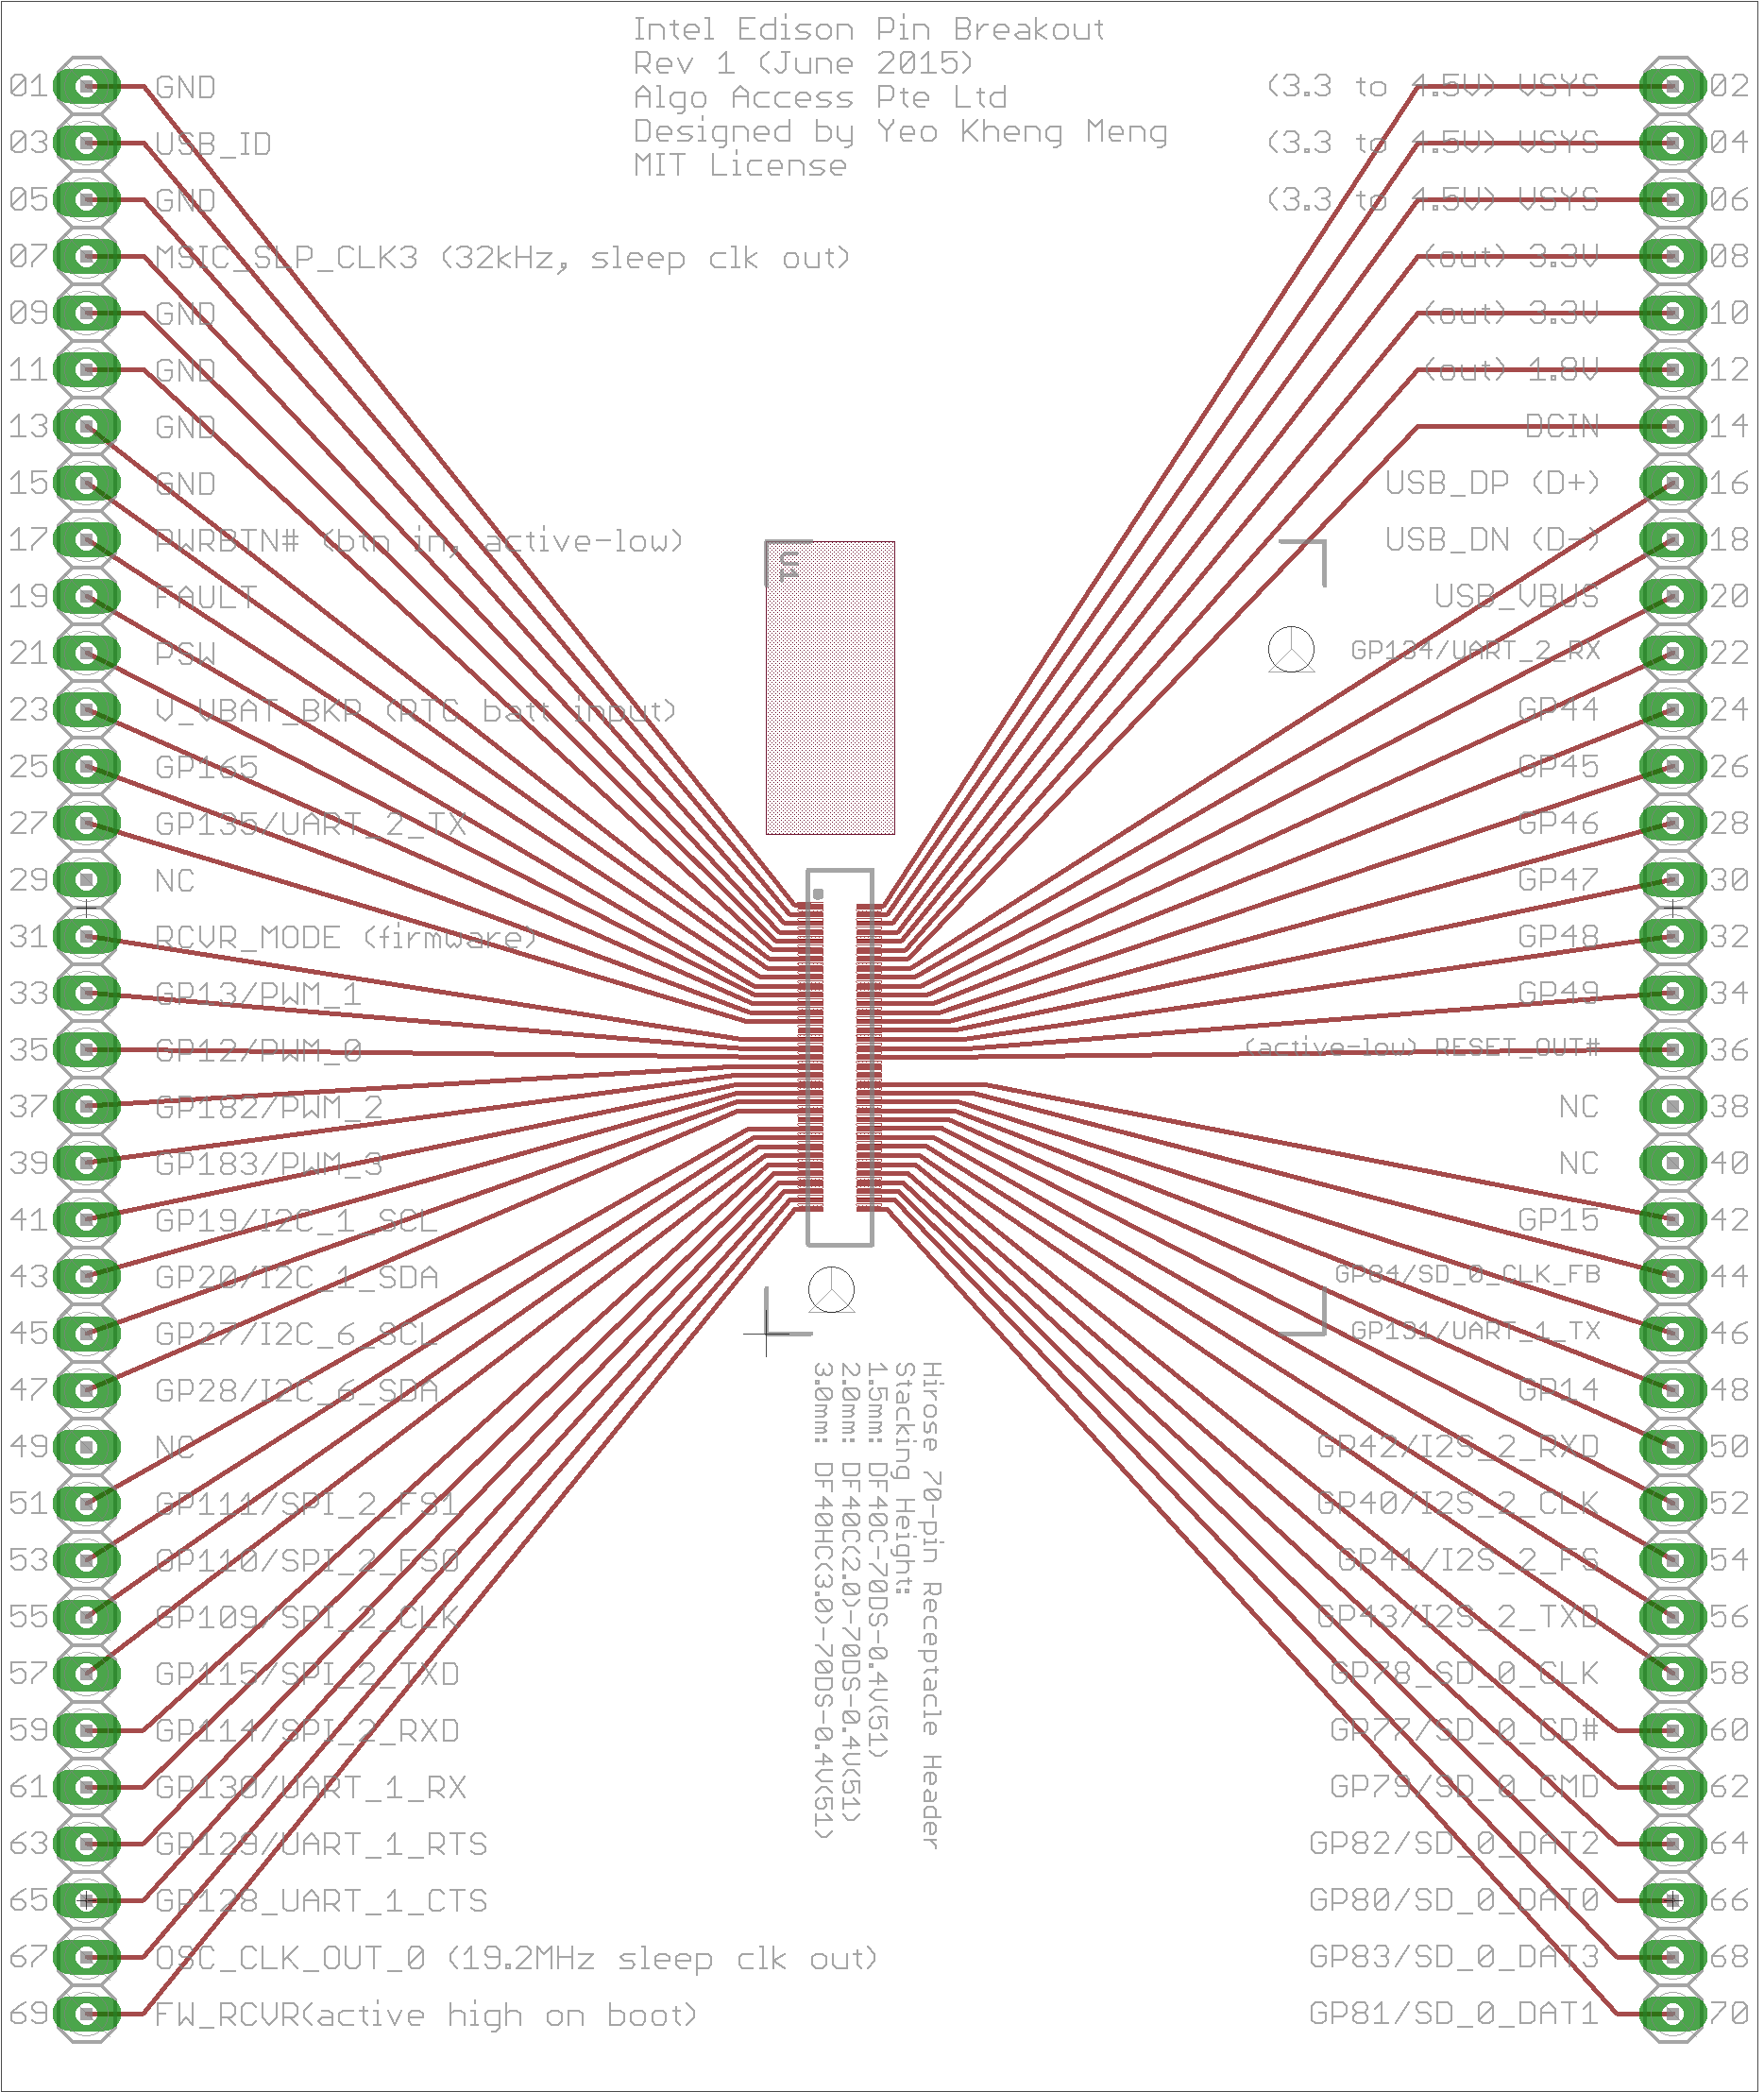 Intel Edison Pin Breakout
Rev 1 (June 2015)
Algo Access Pte Ltd
Designed by Yeo Kheng Meng
MIT License
01 GND
03 USB_ID
05 GND
07 MSIC_SLP_CLK3 (32kHz, sleep clk out)
09 GND
11 GND
13 GND
15 GND
17 PWRBTN# (btn in, active-low)
19 FAULT
21 PSW
23 V_VBAT_BKP (RTC batt input)
25 GP165
27 GP135/UART_2_TX
29 NC
31 RCVR_MODE (firmware)
33 GP13/PWM_1
35 GP12/PWM_0
37 GP182/PWM_2
39 GP183/PWM_3
41 GP19/I2C_1_SCL
43 GP20/I2C_1_SDA
45 GP27/I2C_6_SCL
47 GP28/I2C_6_SDA
49 NC
51 GP111/SPI_2_FS1
53 GP110/SPI_2_FS0
55 GP109/SPI_2_CLK
57 GP115/SPI_2_TXD
59 GP114/SPI_2_RXD
61 GP130/UART_1_RX
63 GP129/UART_1_RTS
65 GP128_UART_1_CTS
67 OSC_CLK_OUT_0 (19.2MHz sleep clk out)
69 FW_RCVR(active high on boot)
U1
Hirose 70-pin Receptacle Header
Stacking Height:
1.5mm: DF40C-70DS-0.4V(51)
2.0mm: DF40C(2.0)-70DS-0.4V(51)
3.0mm: DF40HC(3.0)-70DS-0.4V(51)
(3.3 to 4.5V) VSYS 02
(3.3 to 4.5V) VSYS 04
(3.3 to 4.5V) VSYS 06
(out) 3.3V 08
(out) 3.3V 10
(out) 1.8V 12
DCIN 14
USB_DP (D+) 16
USB_DN (D-) 18
USB_VBUS 20
GP134/UART_2_RX 22
GP44 24
GP45 26
GP46 28
GP47 30
GP48 32
GP49 34
(active-low) RESET_OUT# 36
NC 38
NC 40
GP15 42
GP84/SD_0_CLK_FB 44
GP131/UART_1_TX 46
GP14 48
GP42/I2S_2_RXD 50
GP40/I2S_2_CLK 52
GP41/I2S_2_FS 54
GP43/I2S_2_TXD 56
GP78_SD_0_CLK 58
GP77/SD_0_CD# 60
GP79/SD_0_CMD 62
GP82/SD_0_DAT2 64
GP80/SD_0_DAT0 66
GP83/SD_0_DAT3 68
GP81/SD_0_DAT1 70